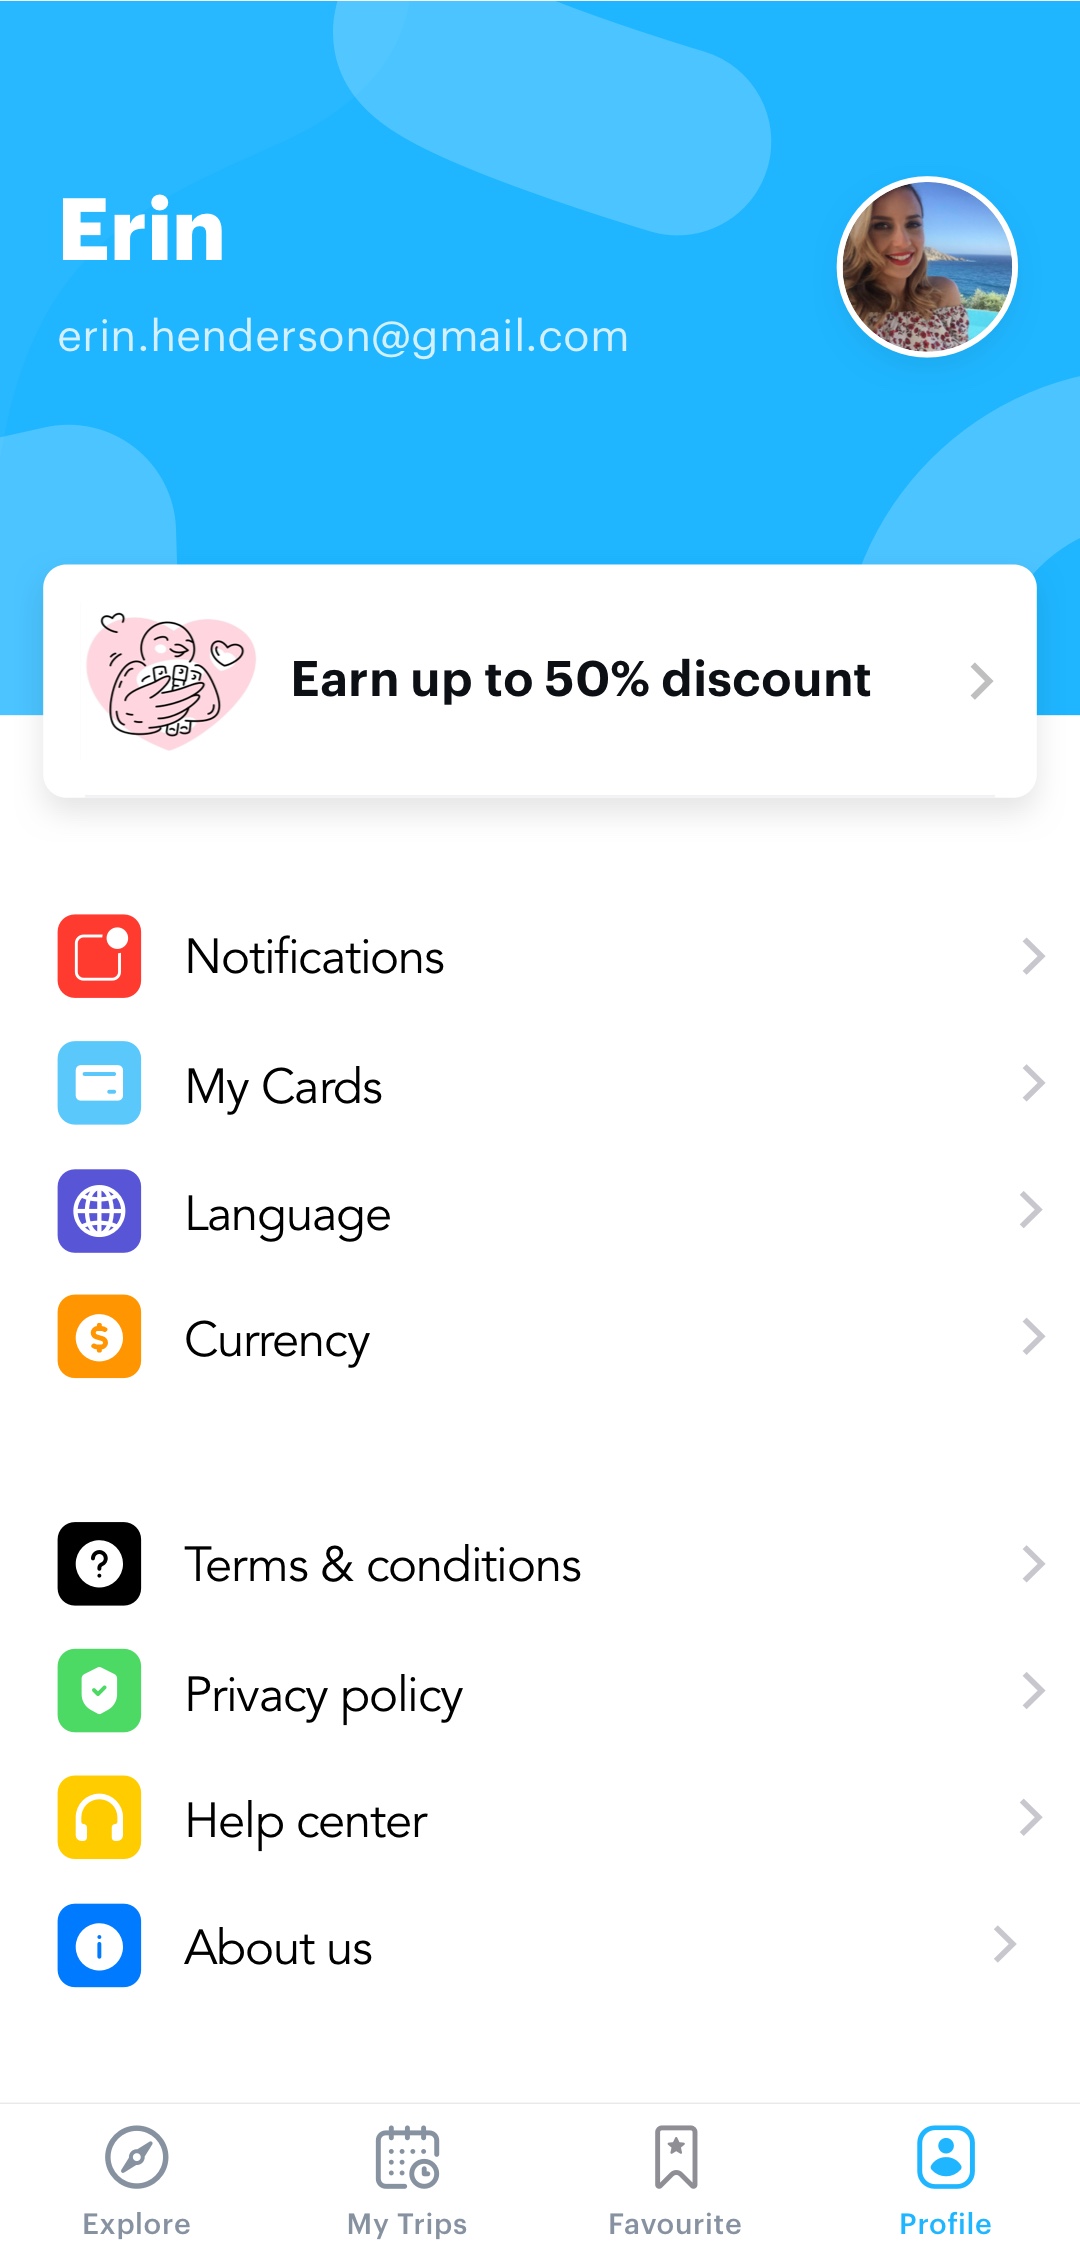 Erin
erin.henderson@gmail.com
Earn up to 50% discount
Notifications
My Cards
Language
Currency
Terms & conditions
Privacy policy
Help center
About us
Explore
My Trips
Favourite
Profile